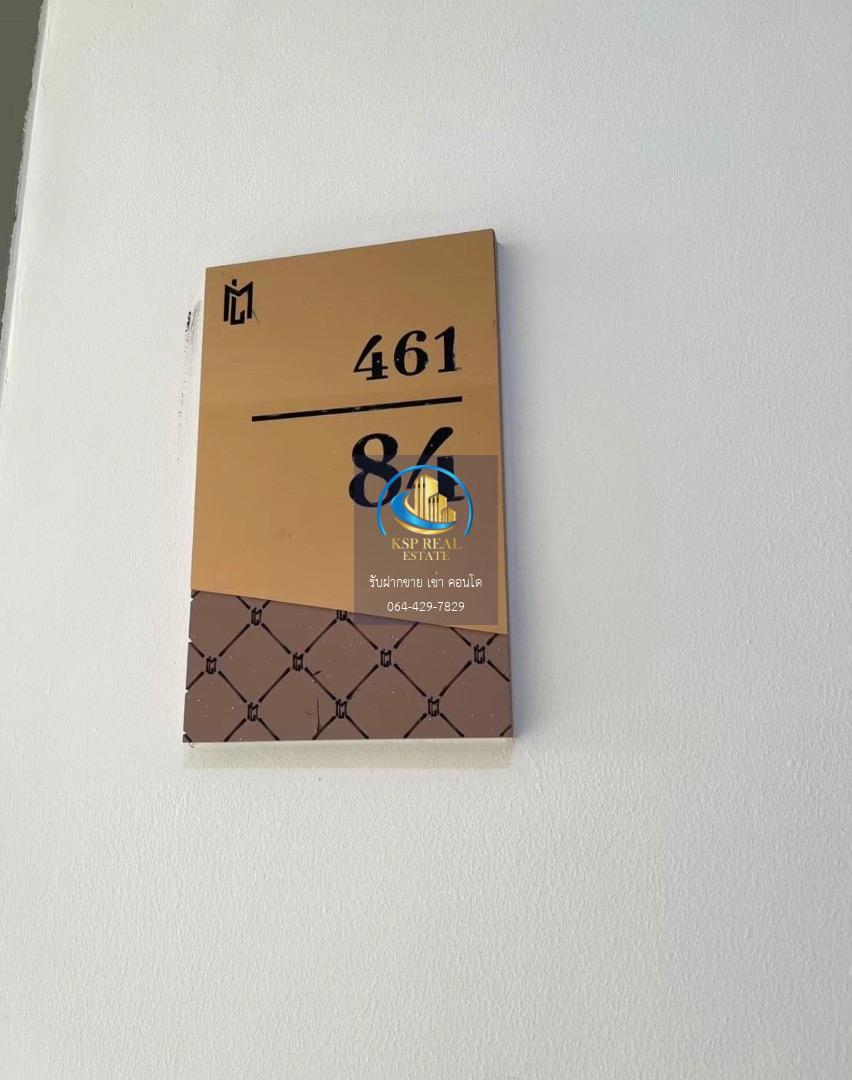 461
84
KSP REAL
ESTATE
รับฝากขาย เช่า คอนโด
064-429-7829